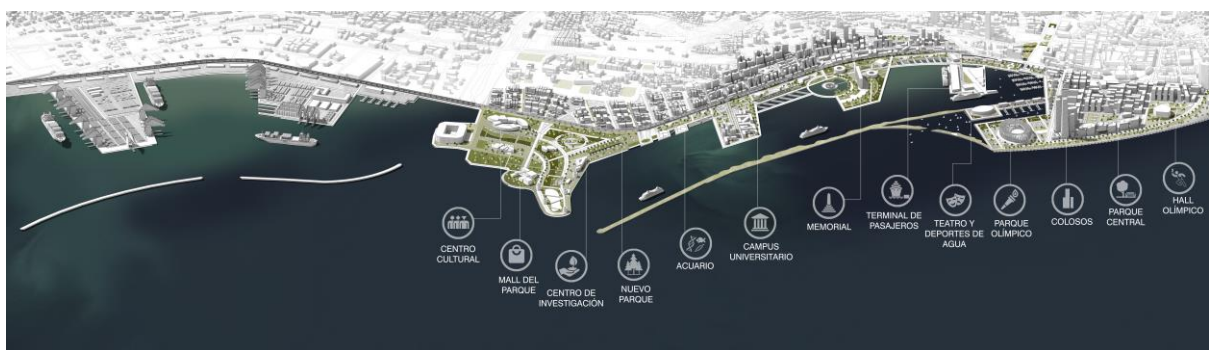 CENTRO
CULTURAL
MALL DEL
PARQUE
CENTRO DE
INVESTIGACIÓN
NUEVO
PARQUE
ACUARIO
CAMPUS
UNIVERSITARIO
MEMORIAL
TERMINAL DE
PASAJEROS
TEATRO Y
DEPORTES DE
AGUA
PARQUE
OLÍMPICO
COLOSOS
PARQUE
CENTRAL
HALL
OLÍMPICO